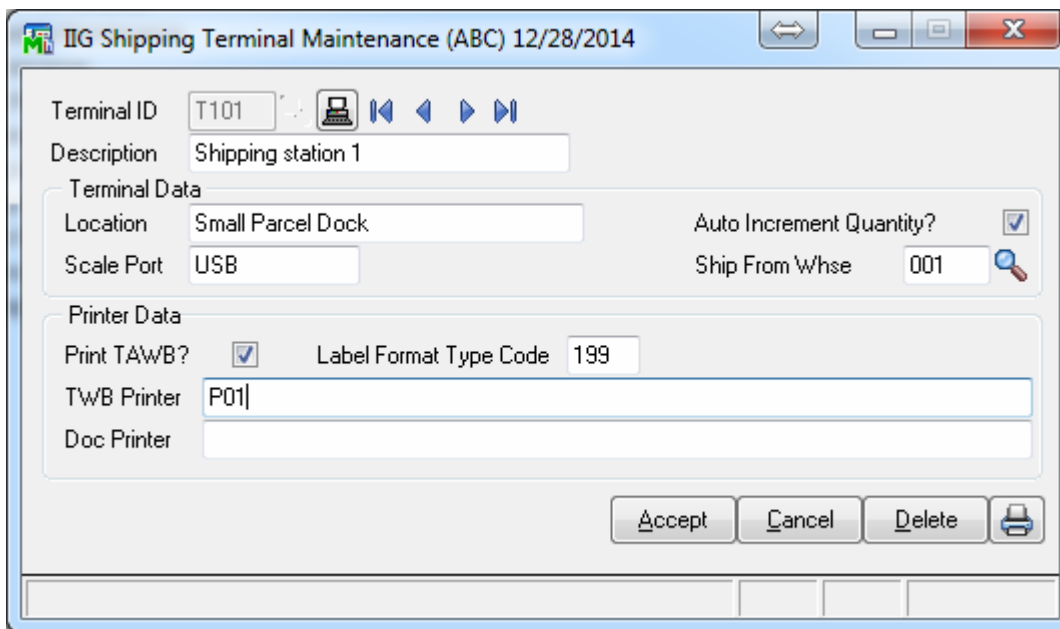 IIG Shipping Terminal Maintenance (ABC) 12/28/2014
Terminal ID T101
Description Shipping station 1
Terminal Data
Location Small Parcel Dock Auto Increment Quantity?
Scale Port USB Ship From Whse 001
Printer Data
Print TAWB? Label Format Type Code 199
TWB Printer P01
Doc Printer
Accept Cancel Delete